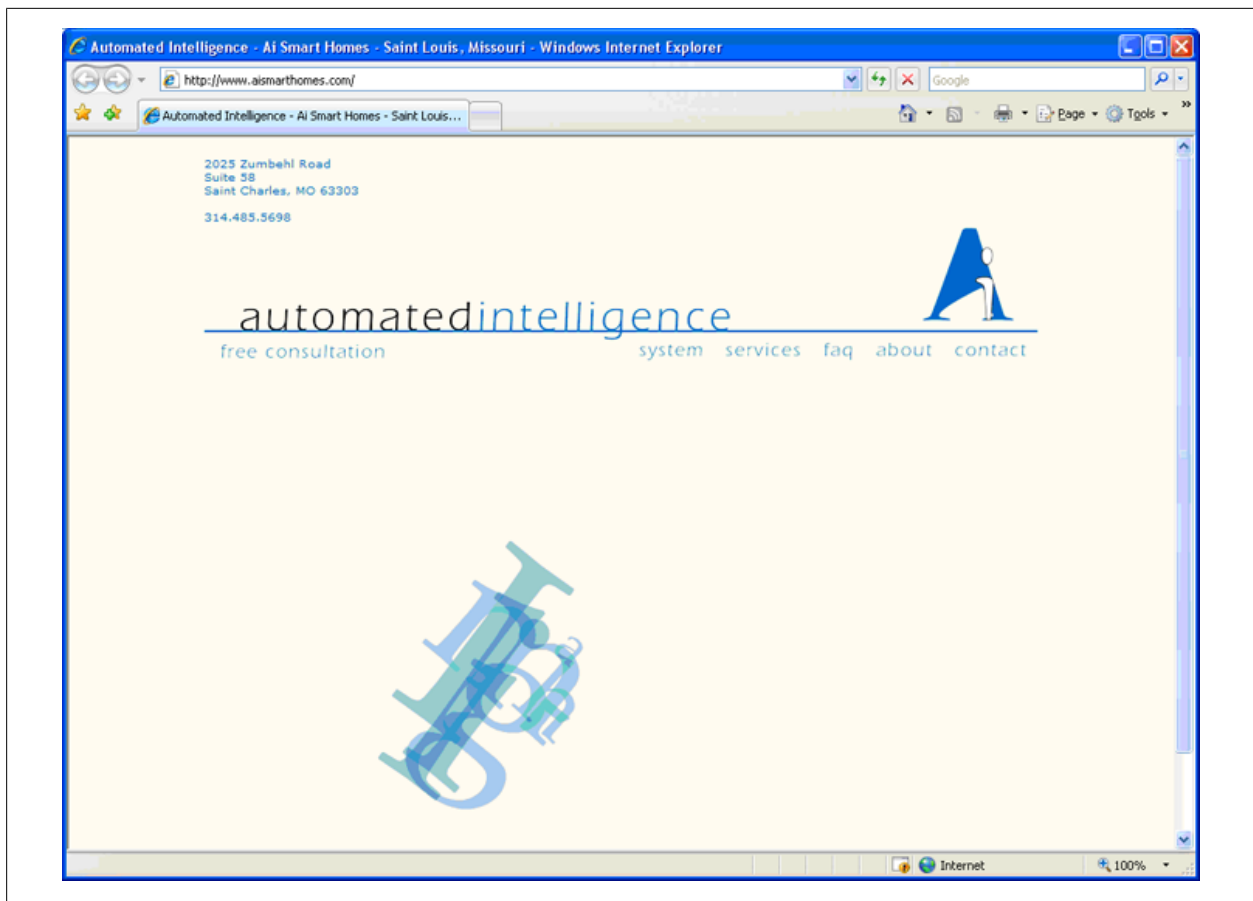 Automated Intelligence - Ai Smart Homes - Saint Louis, Missouri - Windows Internet Explorer
http://www.aismarthomes.com/
Google
Automated Intelligence - Ai Smart Homes - Saint Louis...
Page
Tools
2025 Zumbehl Road
Suite 58
Saint Charles, MO 63303
314.485.5698
automatedintelligence
free consultation system services faq about contact
Internet 100%